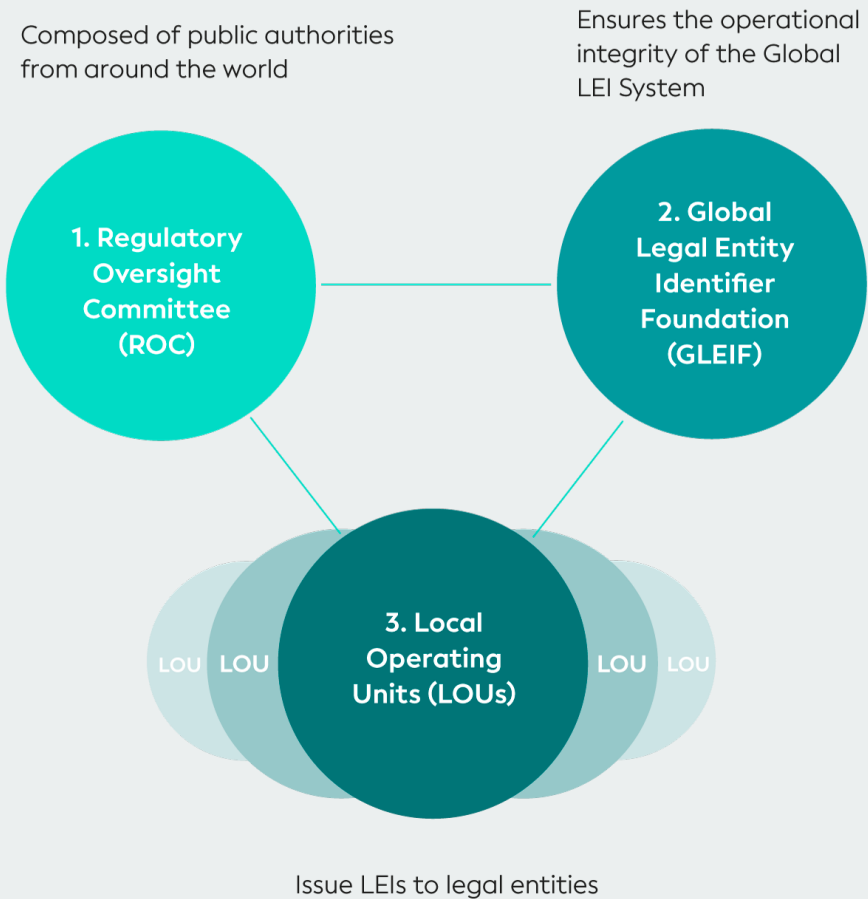 Composed of public authorities
from around the world
Ensures the operational
integrity of the Global
LEI System
1. Regulatory
Oversight
Committee
(ROC)
2. Global
Legal Entity
Identifier
Foundation
(GLEIF)
3. Local
Operating
Units (LOUs)
LOU
LOU
LOU
LOU
Issue LEIs to legal entities